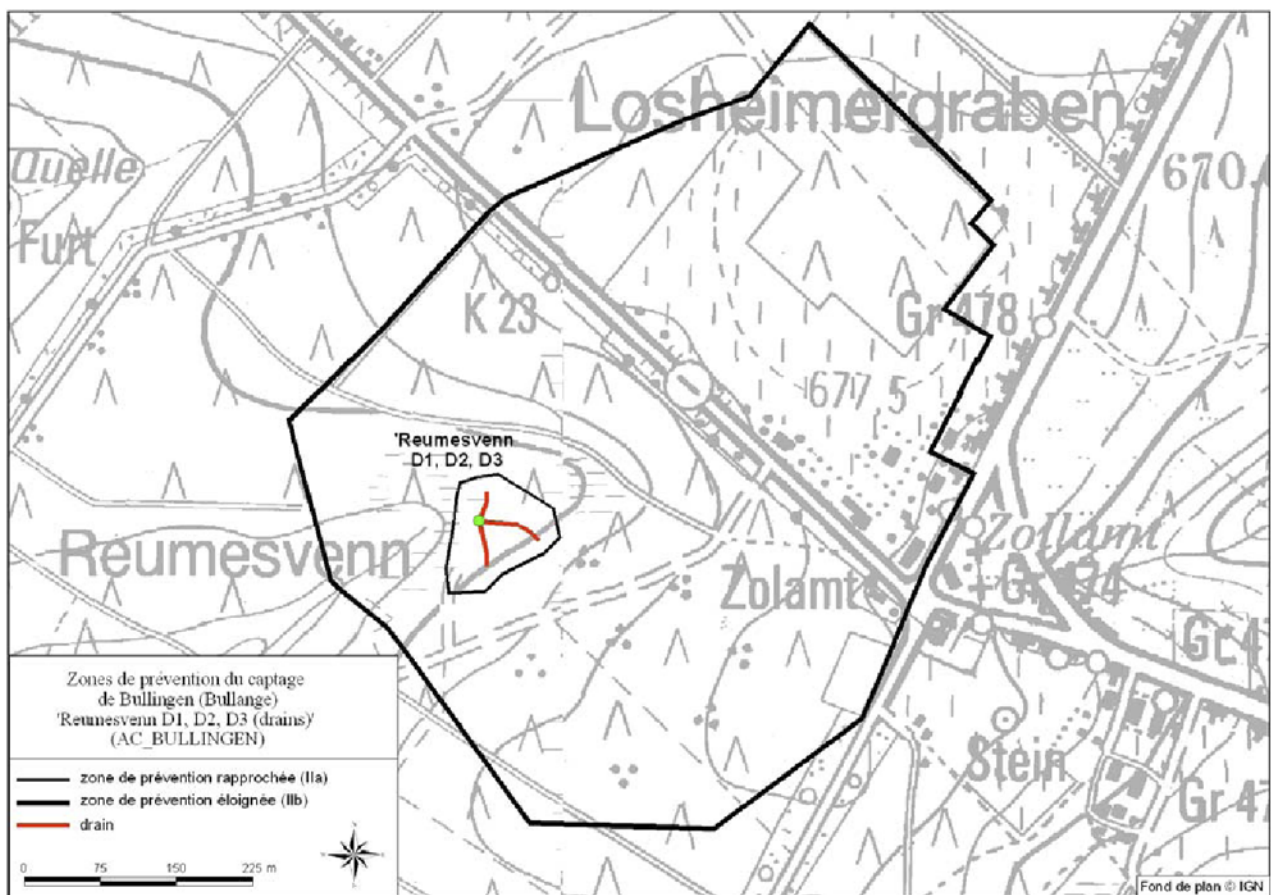 Losheimergraben
Quelle
Furt
670
K 23
Gr 478
677,5
'Reumesvenn
D1, D2, D3
Reumesvenn
Zollamt
Zolamt
Stein
Zones de prévention du captage
de Bullingen (Bullange)
'Reumesvenn D1, D2, D3 (drains)'
(AC_BULLINGEN)
zone de prévention rapprochée (IIa)
zone de prévention éloignée (IIb)
drain
0 75 150 225 m
Fond de plan © IGN